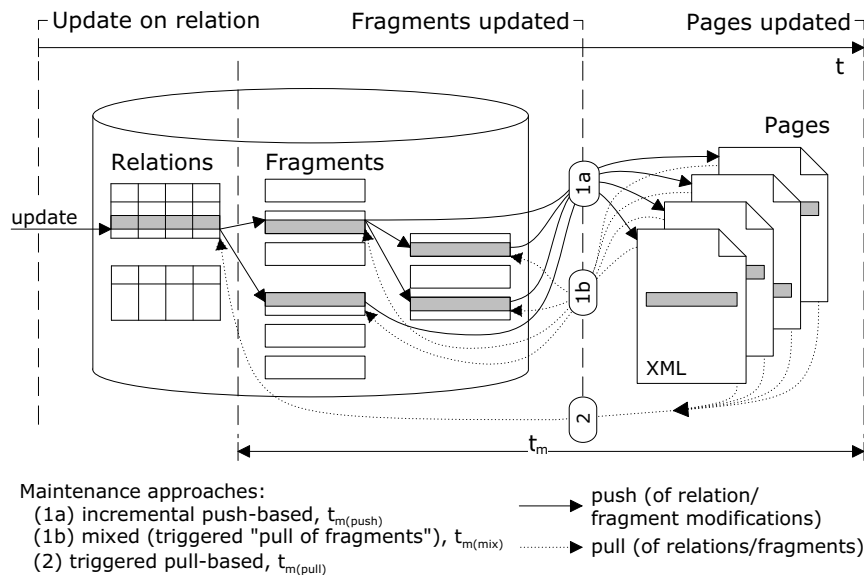 Update on relation
Fragments updated
Pages updated
t
Pages
Relations
Fragments
update
1a
1b
XML
2
tm
Maintenance approaches:
(1a) incremental push-based, tm(push)
(1b) mixed (triggered "pull of fragments"), tm(mix)
(2) triggered pull-based, tm(pull)
push (of relation/
fragment modifications)
pull (of relations/fragments)